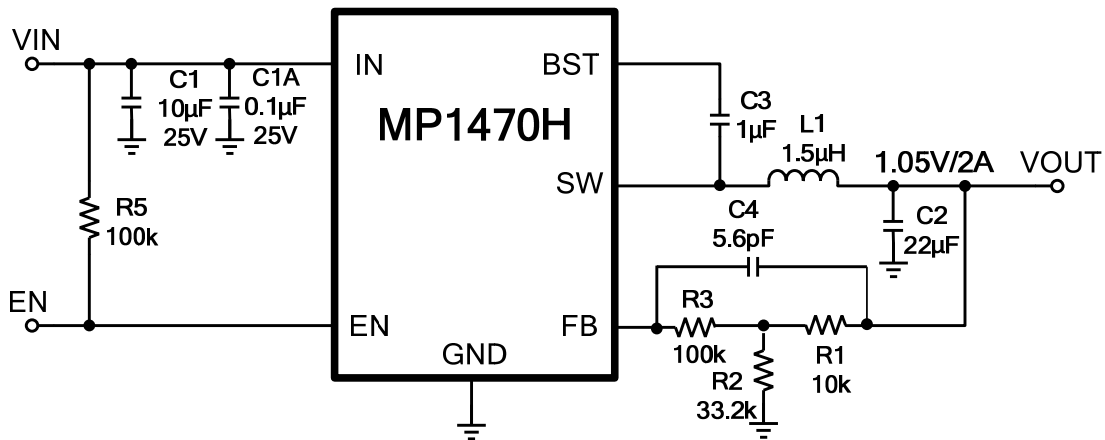 VIN
C1
10µF
25V
C1A
0.1µF
25V
IN
BST
MP1470H
C3
1µF
L1
1.5µH
1.05V/2A
VOUT
SW
R5
100k
C4
5.6pF
C2
22µF
EN
EN
FB
R3
100k
R1
10k
GND
R2
33.2k